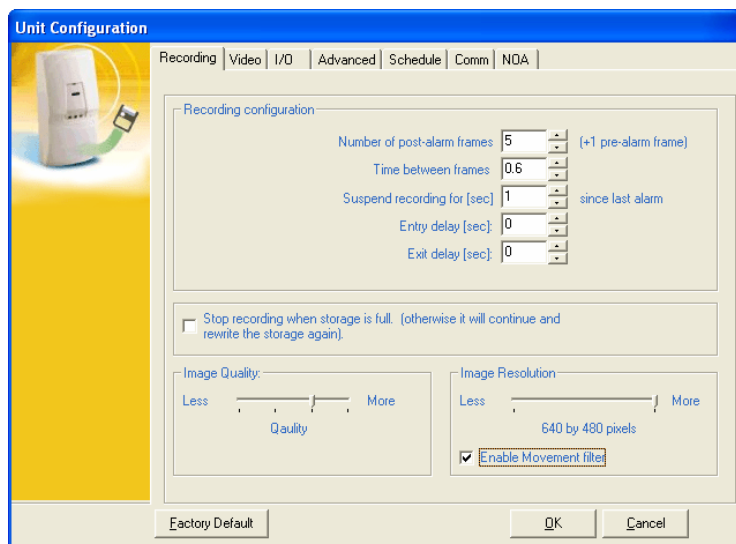 Unit Configuration
Recording Video I/O Advanced Schedule Comm NOA
Recording configuration
Number of post-alarm frames 5 (+1 pre-alarm frame)
Time between frames 0.6
Suspend recording for [sec] 1 since last alarm
Entry delay [sec]: 0
Exit delay [sec]: 0
Stop recording when storage is full. (otherwise it will continue and
rewrite the storage again).
Image Quality:
Less More
Qaulity
Image Resolution
Less More
640 by 480 pixels
Enable Movement filter
Factory Default OK Cancel